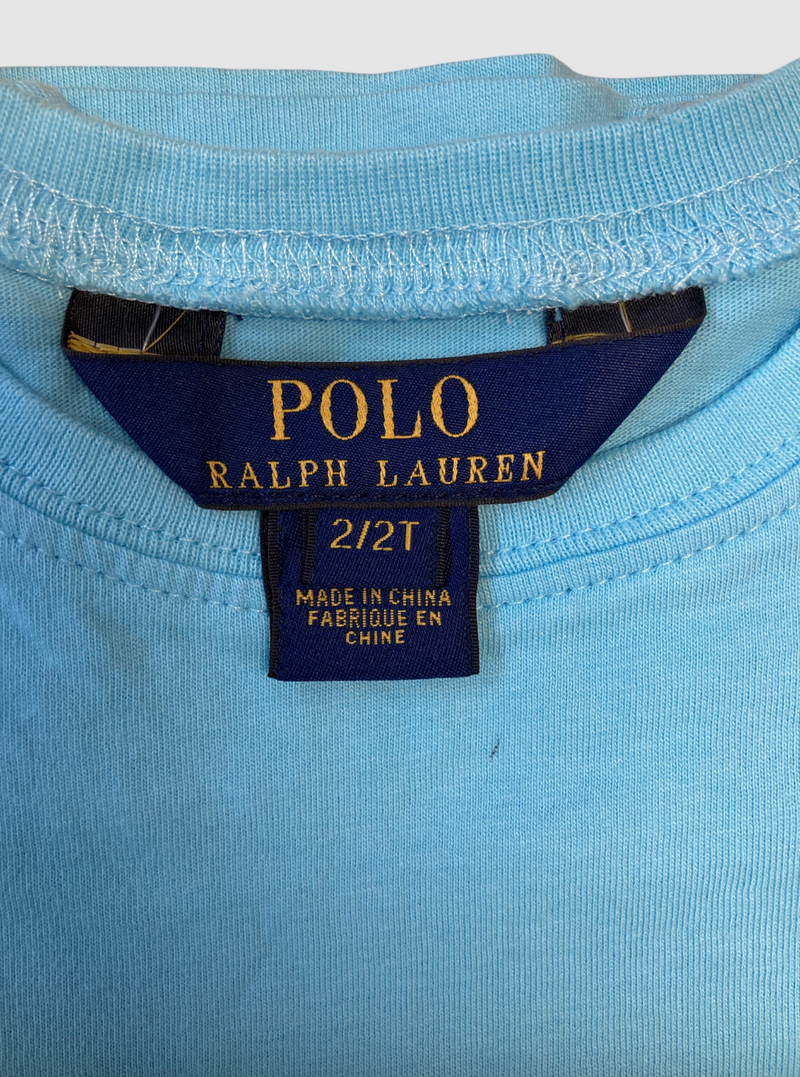 POLO
RALPH LAUREN
2/2T
MADE IN CHINA
FABRIQUE EN
CHINE